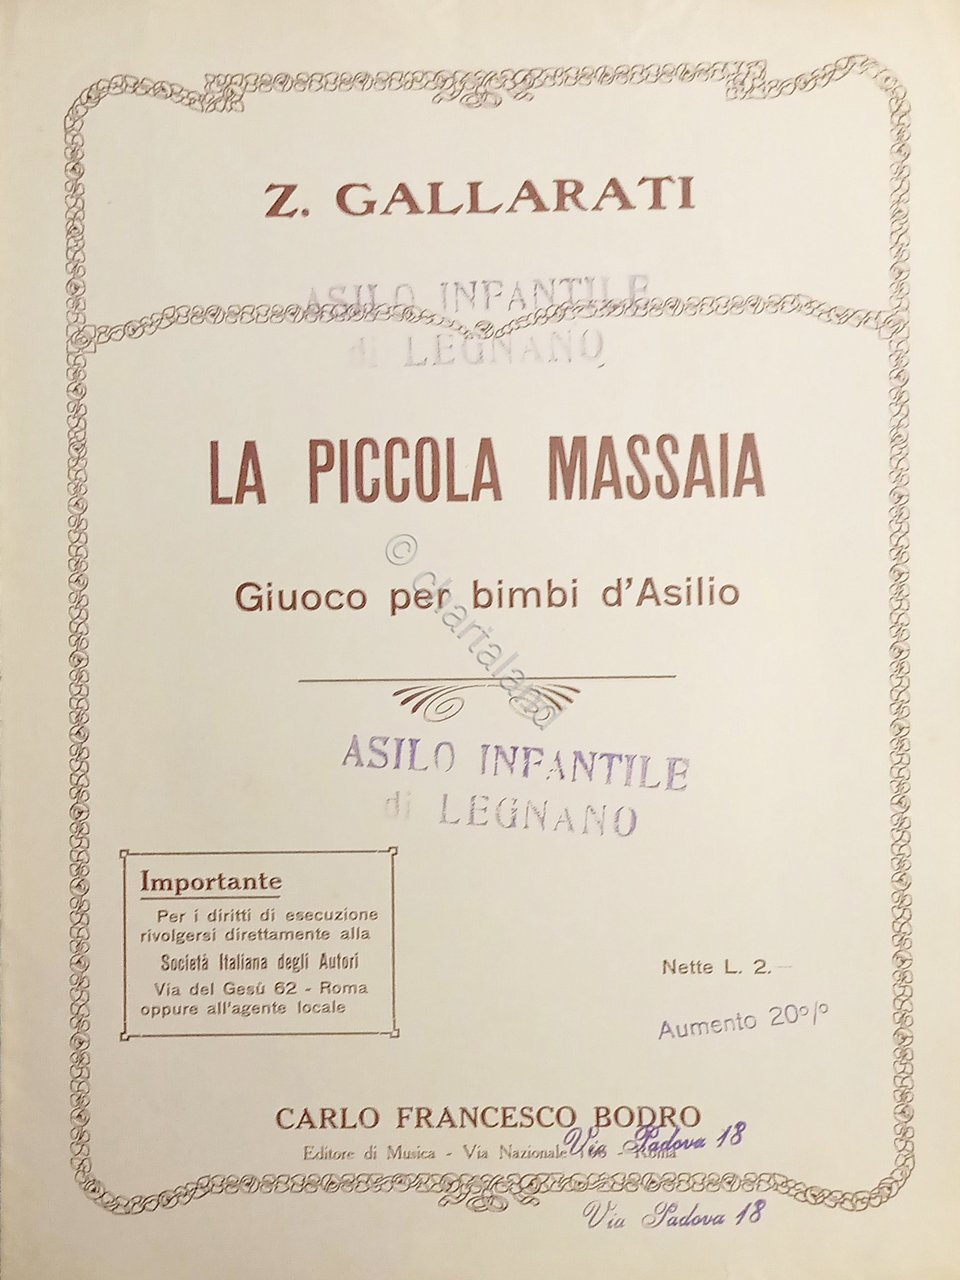 Z. GALLARATI
ASILO INFANTILE
di LEGNANO
LA PICCOLA MASSAIA
© chartaland
Giuoco per bimbi d'Asilio
ASILO INFANTILE
di LEGNANO
Importante
Per i diritti di esecuzione
rivolgersi direttamente alla
Società Italiana degli Autori
Via del Gesù 62 - Roma
oppure all'agente locale
Nette L. 2.—
Aumento 20%
CARLO FRANCESCO BODRO
Editore di Musica - Via Nazionale - Roma
Via Padova 18
Via Padova 18